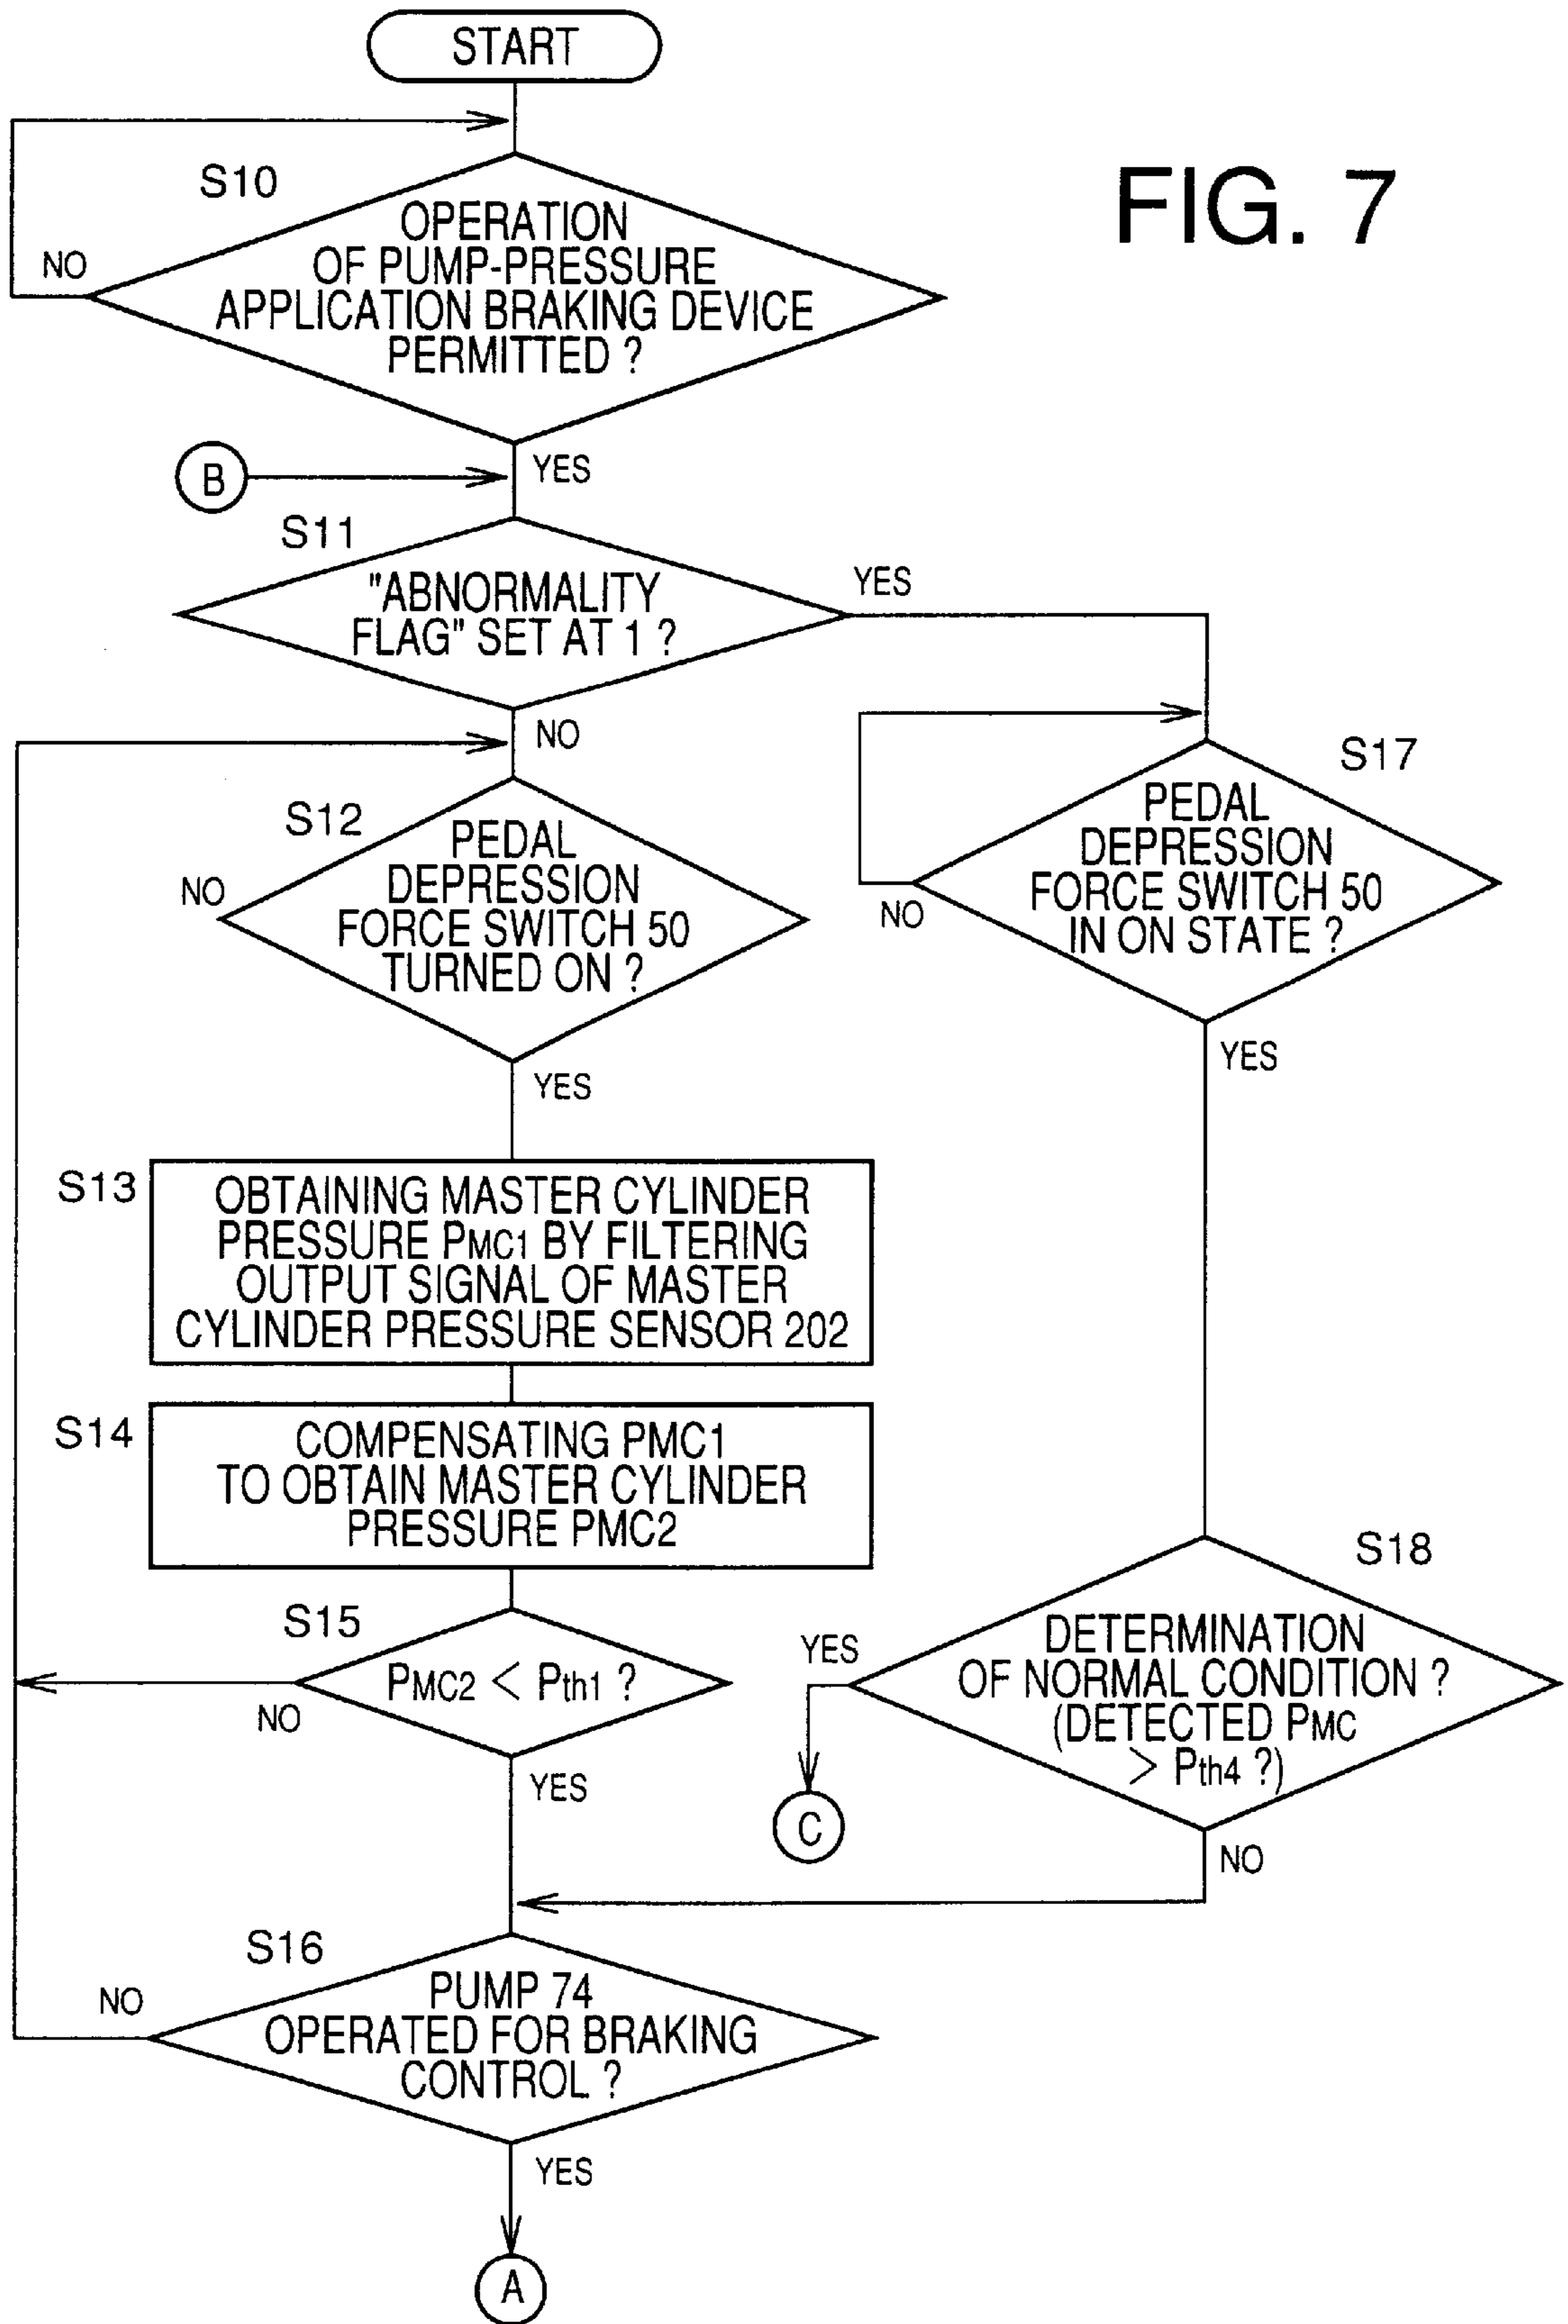 START
FIG. 7
S10
OPERATION
OF PUMP-PRESSURE
APPLICATION BRAKING DEVICE
PERMITTED ?
NO
YES
B
S11
"ABNORMALITY
FLAG" SET AT 1 ?
YES
NO
S12
PEDAL
DEPRESSION
FORCE SWITCH 50
TURNED ON ?
NO
YES
S17
PEDAL
DEPRESSION
FORCE SWITCH 50
IN ON STATE ?
NO
YES
S13
OBTAINING MASTER CYLINDER
PRESSURE PMC1 BY FILTERING
OUTPUT SIGNAL OF MASTER
CYLINDER PRESSURE SENSOR 202
S14
COMPENSATING PMC1
TO OBTAIN MASTER CYLINDER
PRESSURE PMC2
S15
PMC2 < Pth1 ?
NO
YES
S18
DETERMINATION
OF NORMAL CONDITION ?
(DETECTED PMC
> Pth4 ?)
YES
C
NO
S16
PUMP 74
OPERATED FOR BRAKING
CONTROL ?
NO
YES
A